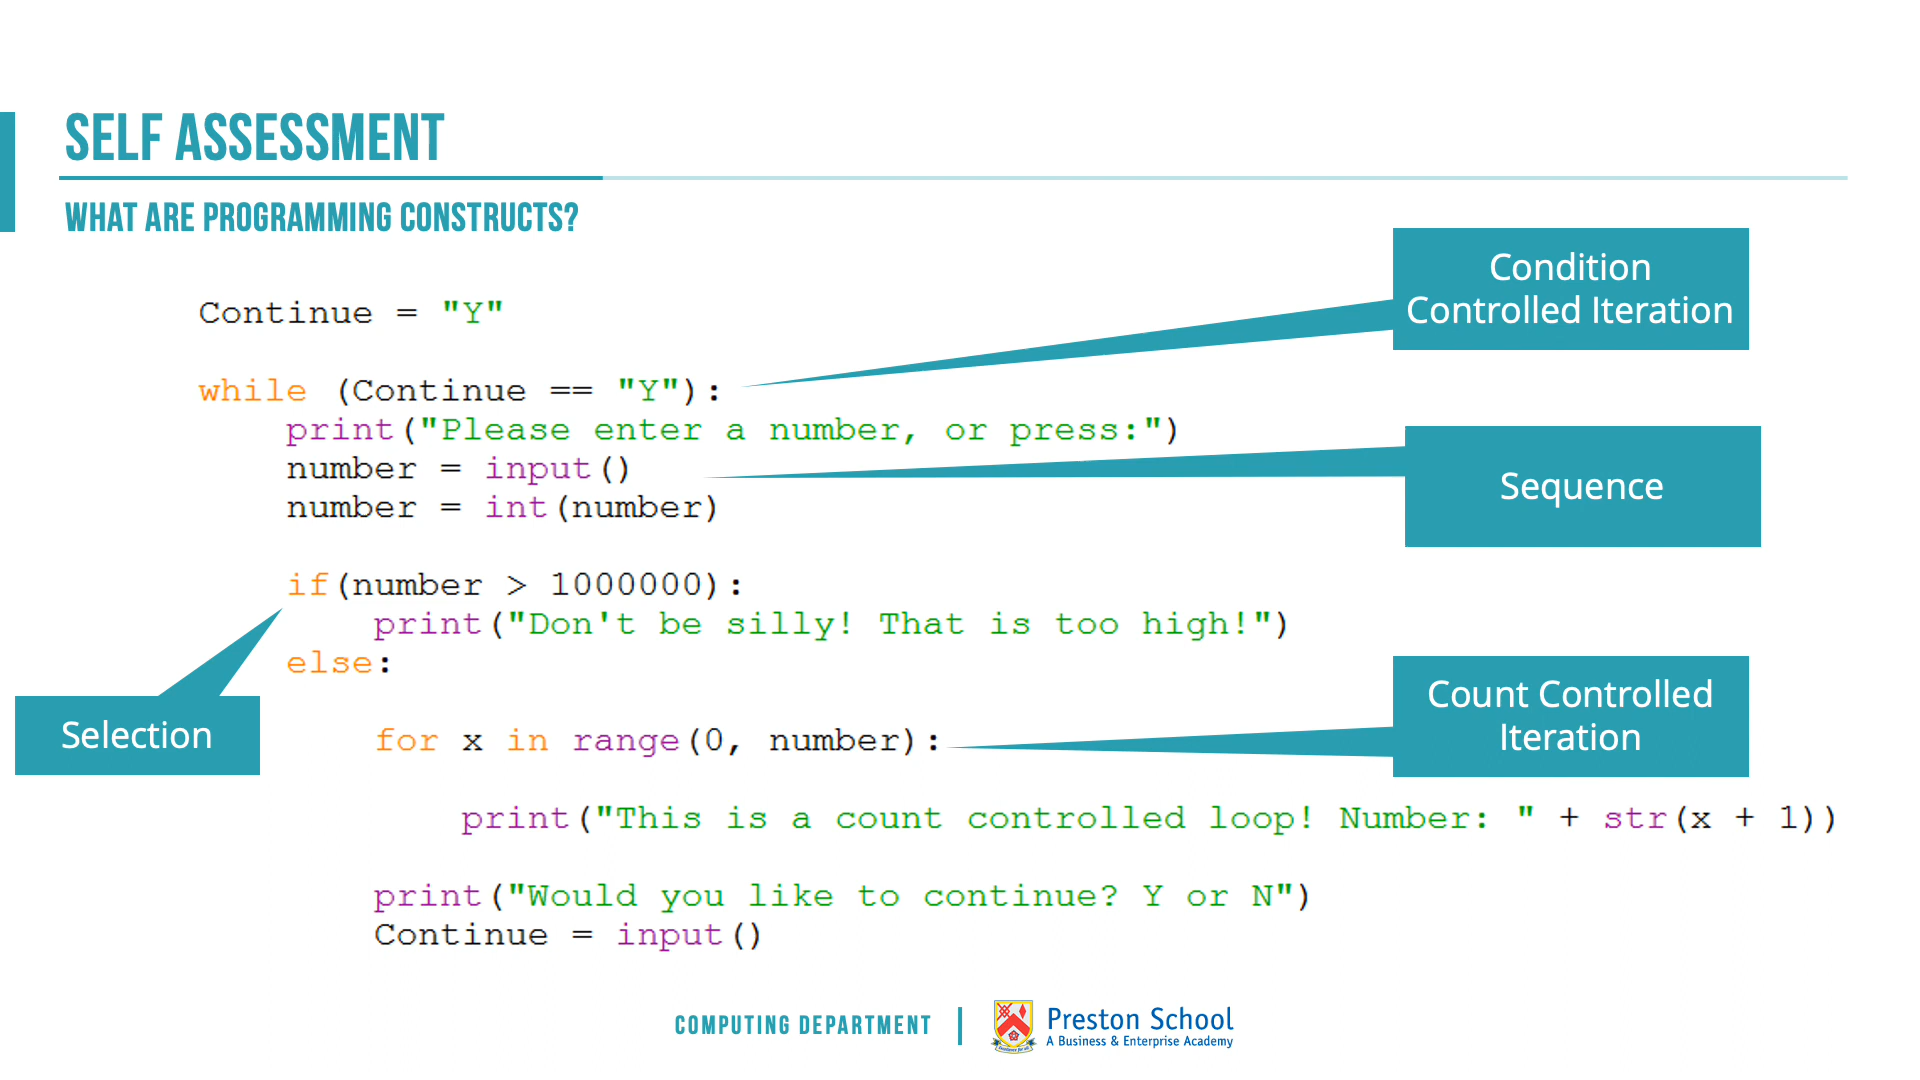 SELF ASSESSMENT
WHAT ARE PROGRAMMING CONSTRUCTS?
Condition
Controlled Iteration
Continue = "Y"
while (Continue == "Y"):
    print("Please enter a number, or press:")
    number = input()
    number = int(number)
Sequence
    if(number > 1000000):
        print("Don't be silly! That is too high!")
    else:
Selection
        for x in range(0, number):
Count Controlled
Iteration
            print("This is a count controlled loop! Number: " + str(x + 1))
        print("Would you like to continue? Y or N")
        Continue = input()
COMPUTING DEPARTMENT
Preston School
A Business & Enterprise Academy